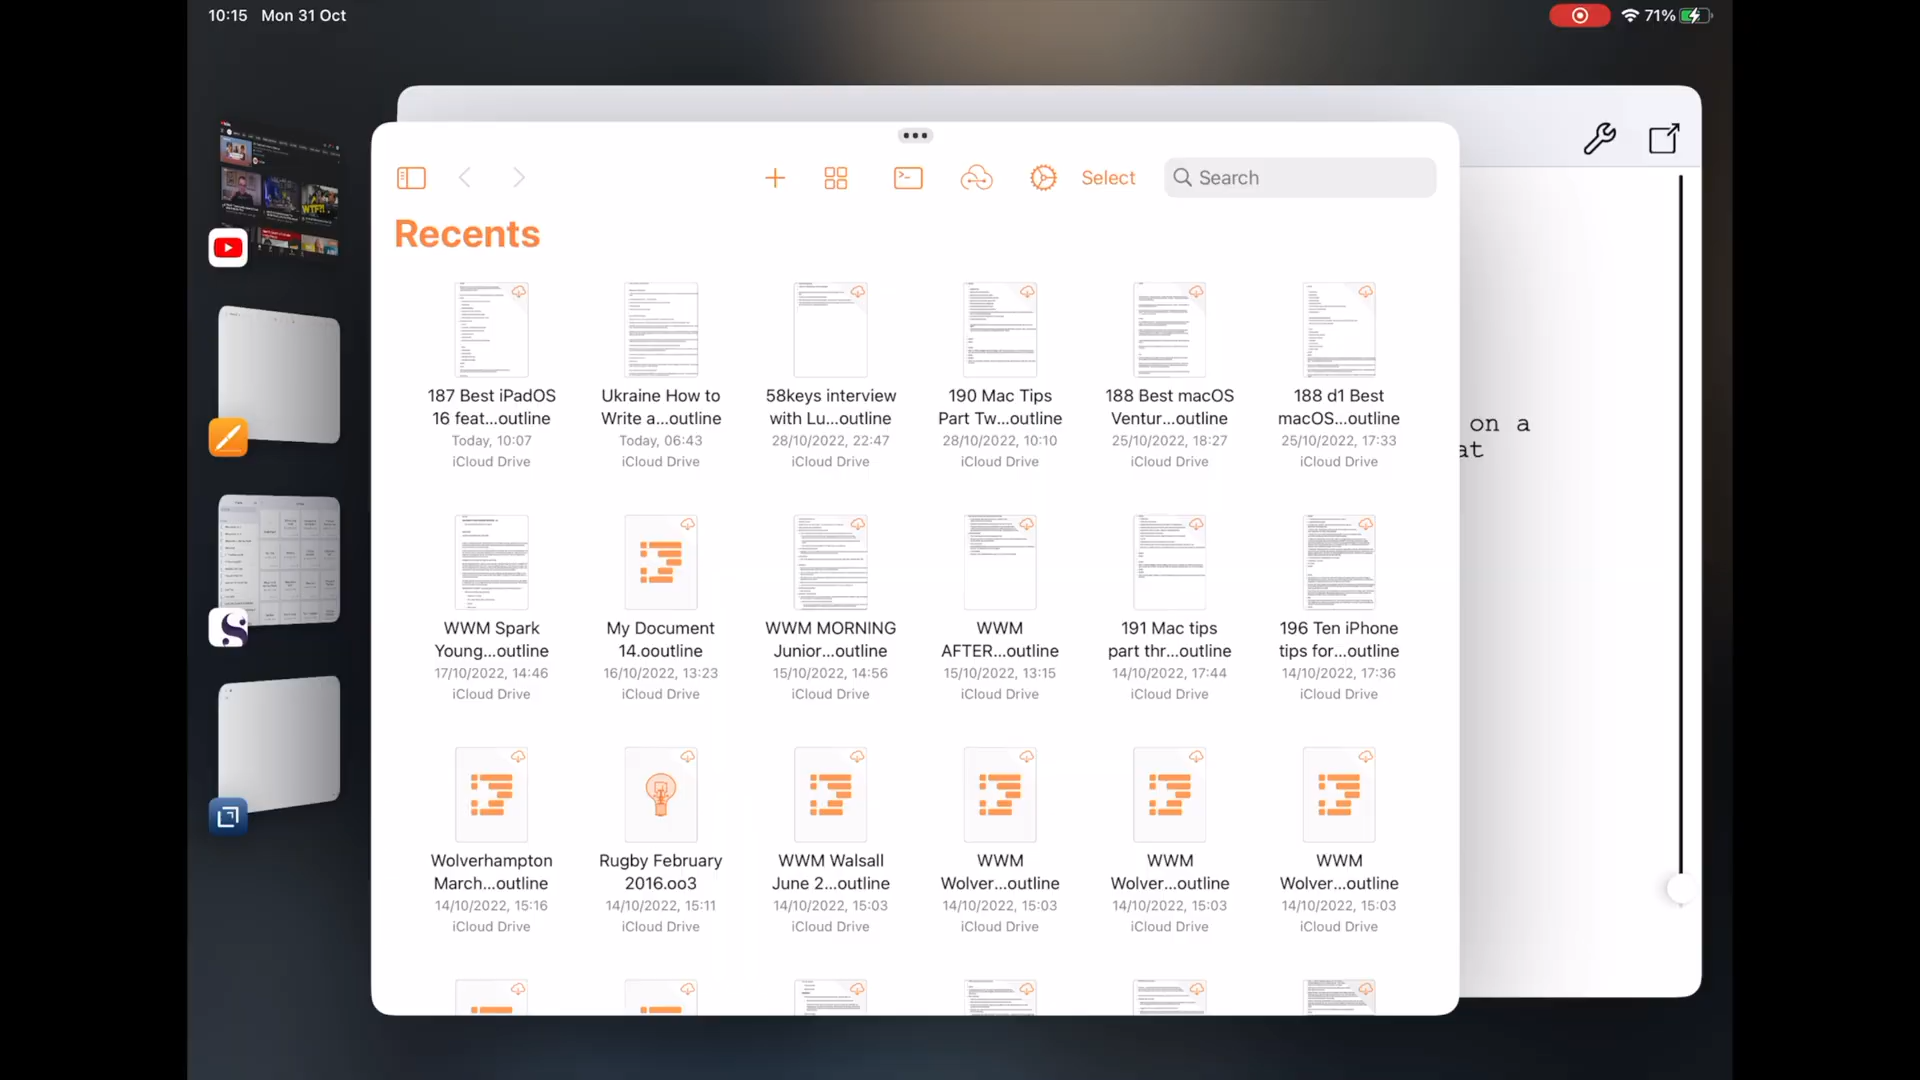 10:15 Mon 31 Oct
71%
Select
Search
Recents
187 Best iPadOS
16 feat...outline
Today, 10:07
iCloud Drive
Ukraine How to
Write a...outline
Today, 06:43
iCloud Drive
58keys interview
with Lu...outline
28/10/2022, 22:47
iCloud Drive
190 Mac Tips
Part Tw...outline
28/10/2022, 10:10
iCloud Drive
188 Best macOS
Ventur...outline
25/10/2022, 18:27
iCloud Drive
188 d1 Best
macOS...outline
25/10/2022, 17:33
iCloud Drive
on a
at
WWM Spark
Young...outline
17/10/2022, 14:46
iCloud Drive
My Document
14.ooutline
16/10/2022, 13:23
iCloud Drive
WWM MORNING
Junior...outline
15/10/2022, 14:56
iCloud Drive
WWM
AFTER...outline
15/10/2022, 13:15
iCloud Drive
191 Mac tips
part thr...outline
14/10/2022, 17:44
iCloud Drive
196 Ten iPhone
tips for...outline
14/10/2022, 17:36
iCloud Drive
Wolverhampton
March...outline
14/10/2022, 15:16
iCloud Drive
Rugby February
2016.oo3
14/10/2022, 15:11
iCloud Drive
WWM Walsall
June 2...outline
14/10/2022, 15:03
iCloud Drive
WWM
Wolver...outline
14/10/2022, 15:03
iCloud Drive
WWM
Wolver...outline
14/10/2022, 15:03
iCloud Drive
WWM
Wolver...outline
14/10/2022, 15:03
iCloud Drive